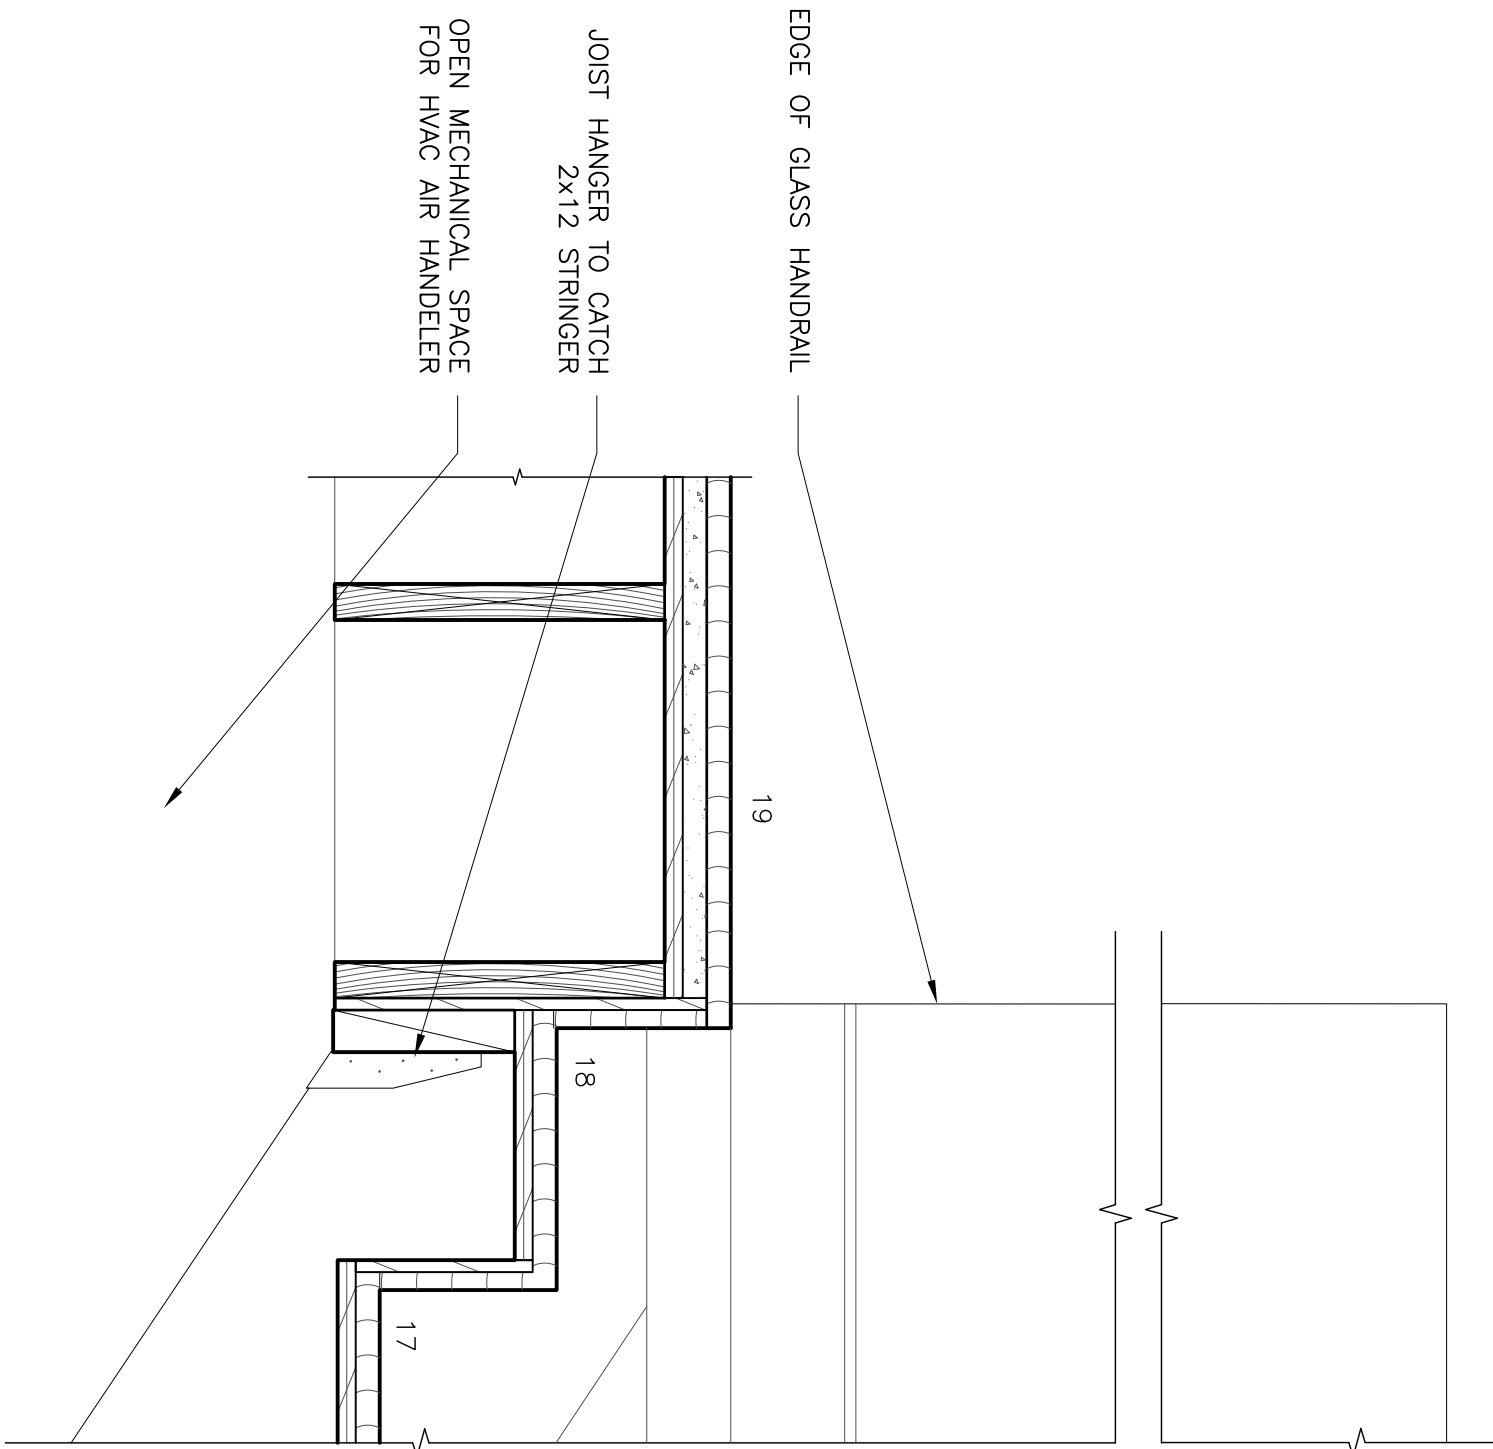 EDGE OF GLASS HANDRAIL
JOIST HANGER TO CATCH
2x12 STRINGER
OPEN MECHANICAL SPACE
FOR HVAC AIR HANDELER
19
18
17